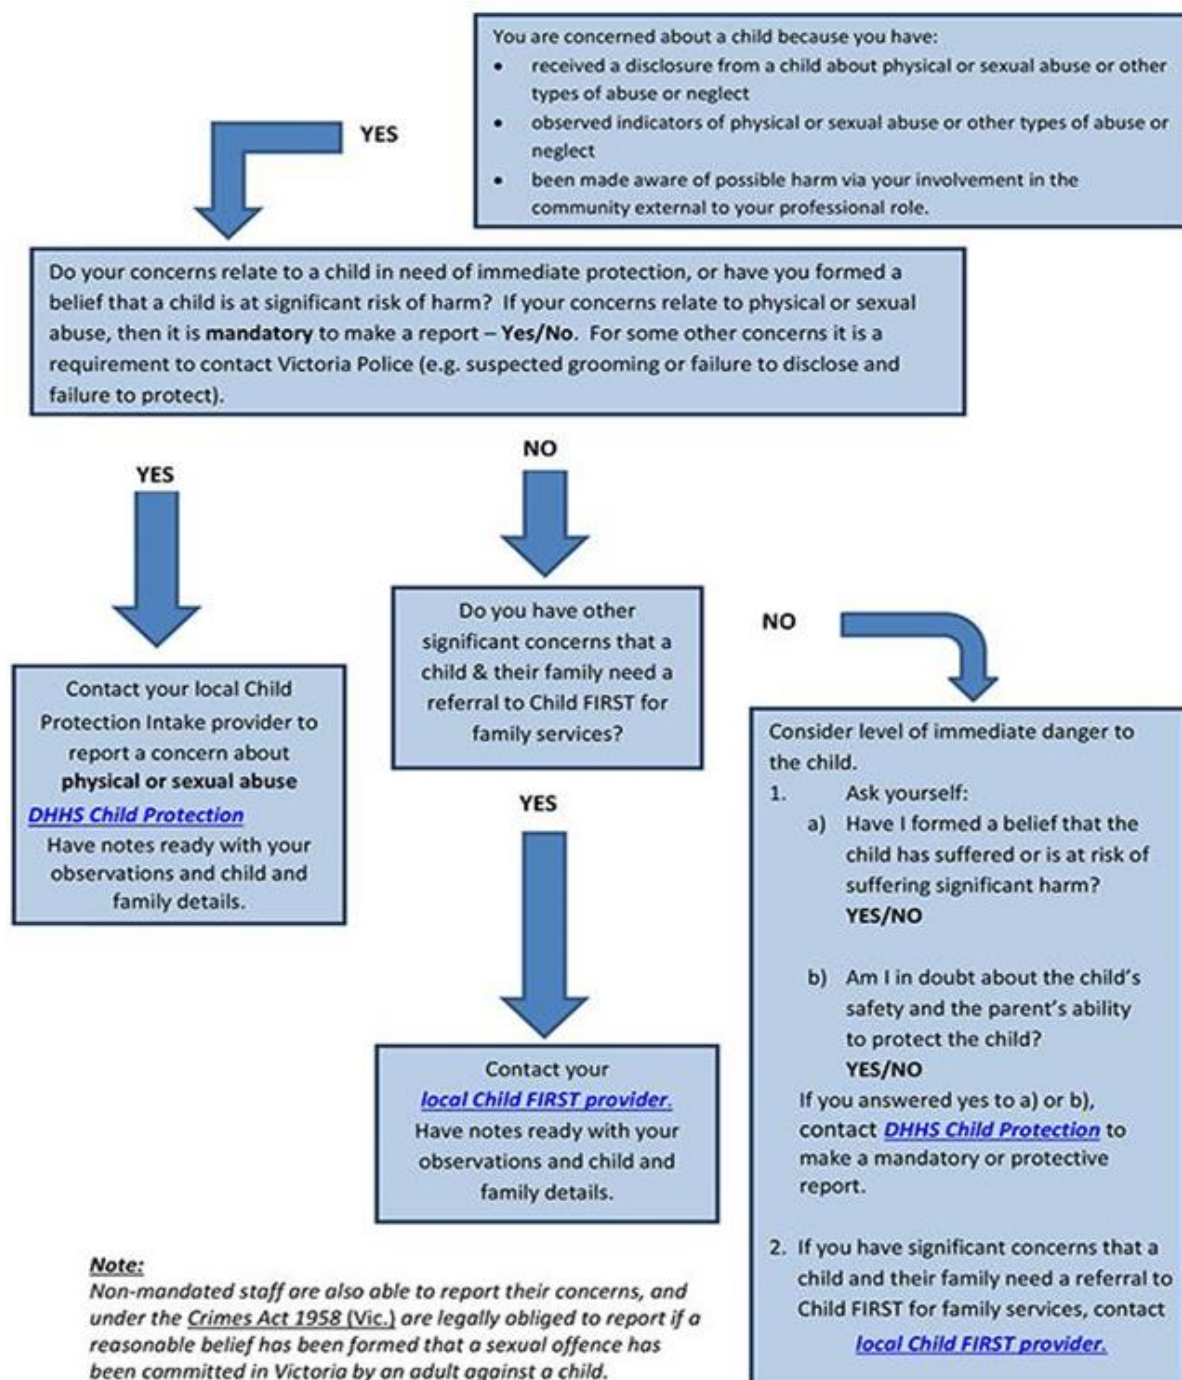 You are concerned about a child because you have:
• received a disclosure from a child about physical or sexual abuse or other
types of abuse or neglect
• observed indicators of physical or sexual abuse or other types of abuse or
neglect
• been made aware of possible harm via your involvement in the
community external to your professional role.
YES
Do your concerns relate to a child in need of immediate protection, or have you formed a
belief that a child is at significant risk of harm? If your concerns relate to physical or sexual
abuse, then it is mandatory to make a report – Yes/No. For some other concerns it is a
requirement to contact Victoria Police (e.g. suspected grooming or failure to disclose and
failure to protect).
YES
Contact your local Child
Protection Intake provider to
report a concern about
physical or sexual abuse
DHHS Child Protection
Have notes ready with your
observations and child and
family details.
NO
Do you have other
significant concerns that a
child & their family need a
referral to Child FIRST for
family services?
YES
Contact your
local Child FIRST provider.
Have notes ready with your
observations and child and
family details.
NO
Consider level of immediate danger to
the child.
1. Ask yourself:
a) Have I formed a belief that the
child has suffered or is at risk of
suffering significant harm?
YES/NO
b) Am I in doubt about the child's
safety and the parent's ability
to protect the child?
YES/NO
If you answered yes to a) or b),
contact DHHS Child Protection to
make a mandatory or protective
report.
2. If you have significant concerns that a
child and their family need a referral to
Child FIRST for family services, contact
local Child FIRST provider.
Note:
Non-mandated staff are also able to report their concerns, and
under the Crimes Act 1958 (Vic.) are legally obliged to report if a
reasonable belief has been formed that a sexual offence has
been committed in Victoria by an adult against a child.